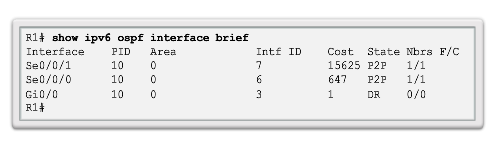 R1# show ipv6 ospf interface brief
Interface PID Area Intf ID Cost State Nbrs F/C
Se0/0/1 10 0 7 15625 P2P 1/1
Se0/0/0 10 0 6 647 P2P 1/1
Gi0/0 10 0 3 1 DR 0/0
R1#